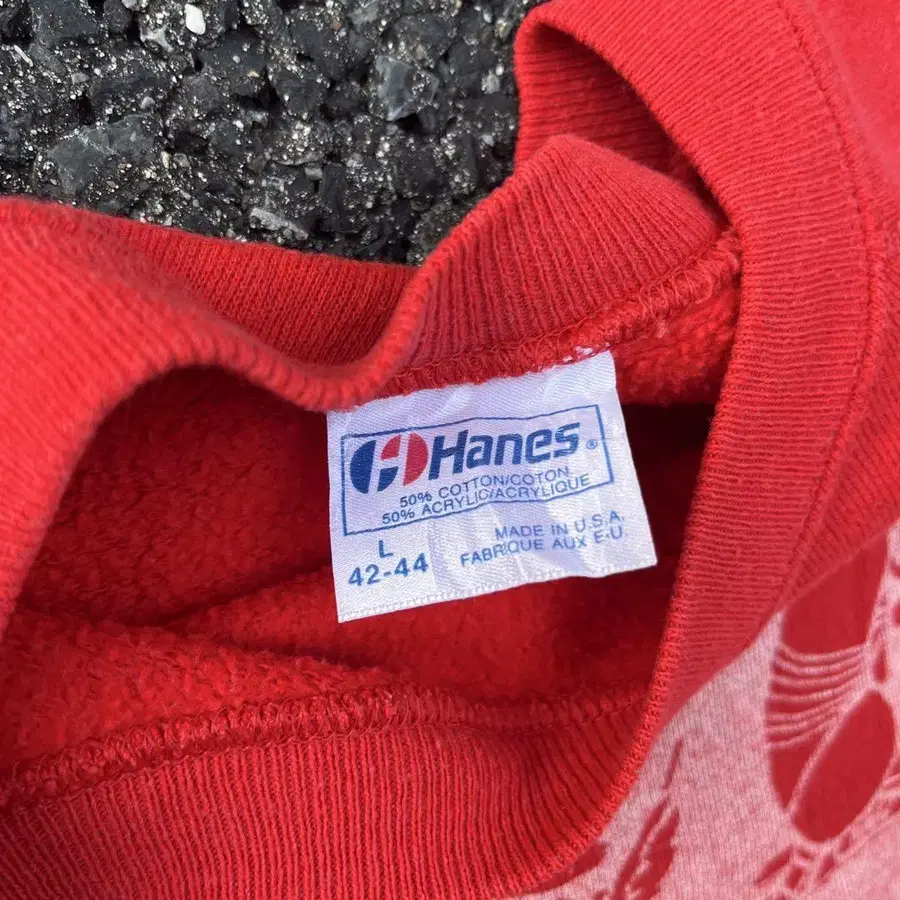 Hanes®
50% COTTON/COTON
50% ACRYLIC/ACRYLIQUE
L
42-44
MADE IN U.S.A.
FABRIQUE AUX E-U.